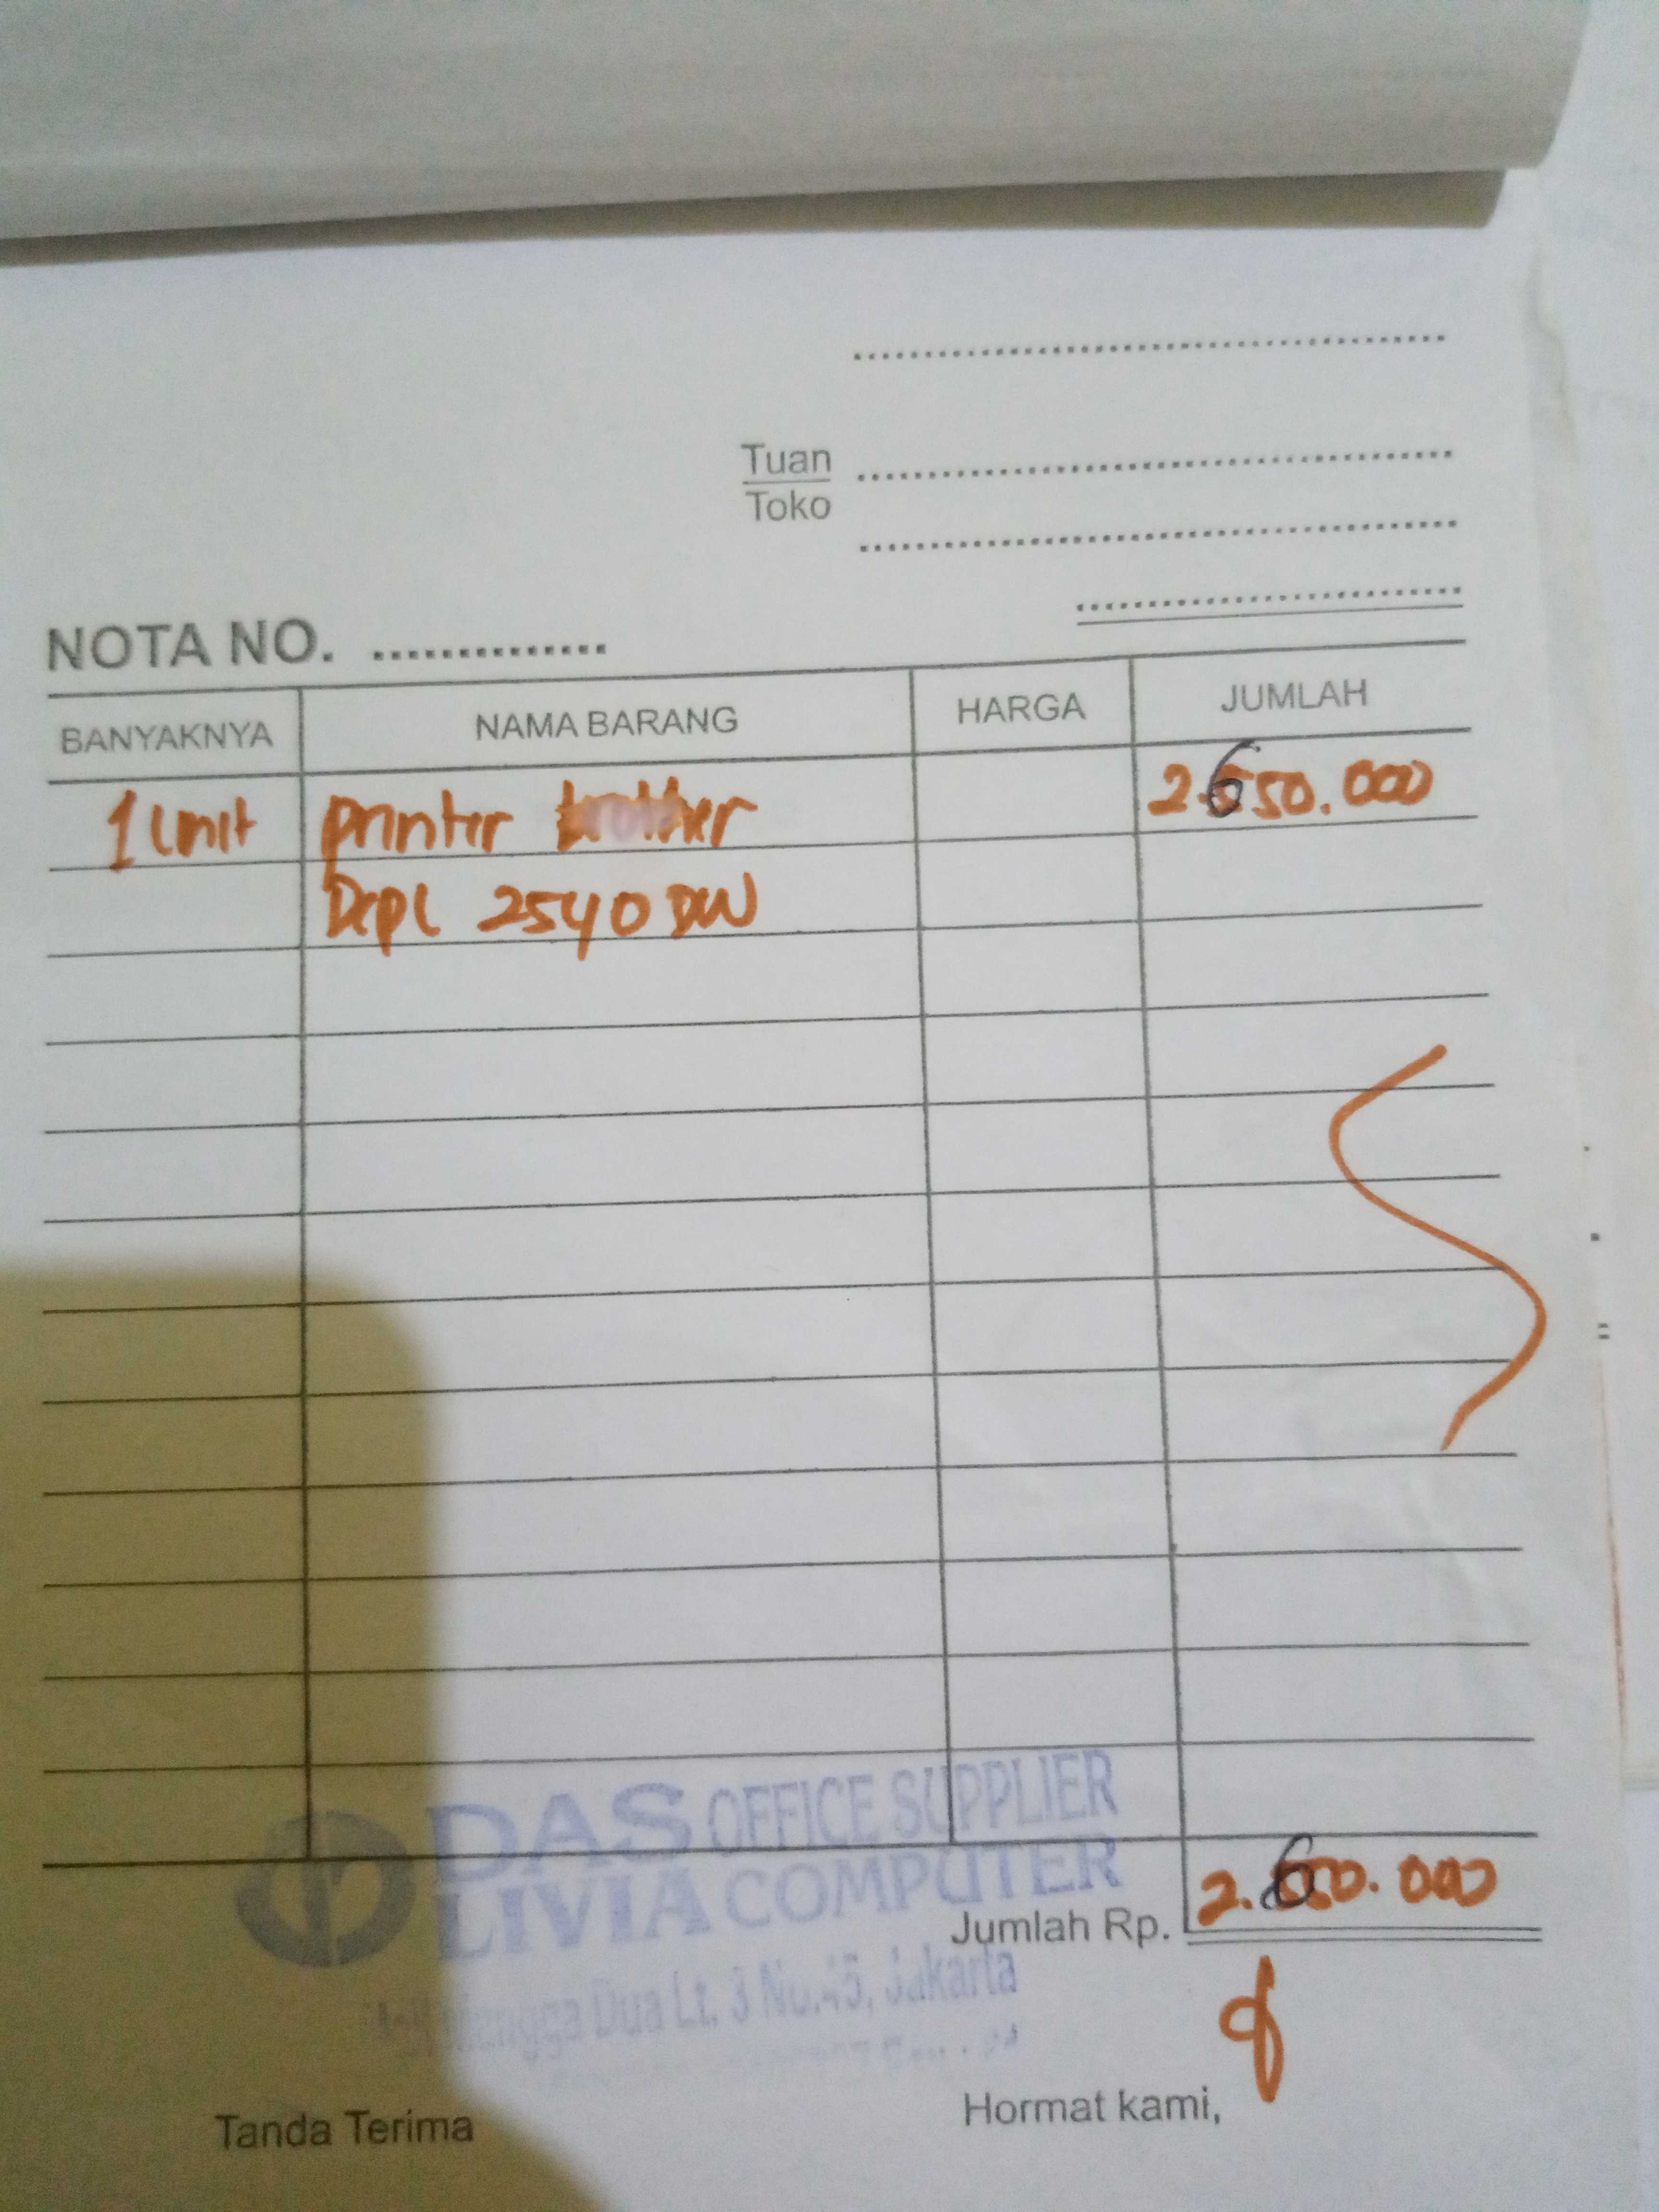 Tuan
Toko
NOTA NO.
BANYAKNYA NAMA BARANG HARGA JUMLAH
1 Unit printer brother 2.650.000
Dcpl 2540 DW
DAS OFFICE SUPPLIER
LIVIA COMPUTER
Jumlah Rp. 2.650.000
Mangga Dua Lt. 3 No.45, Jakarta
Tanda Terima Hormat kami,